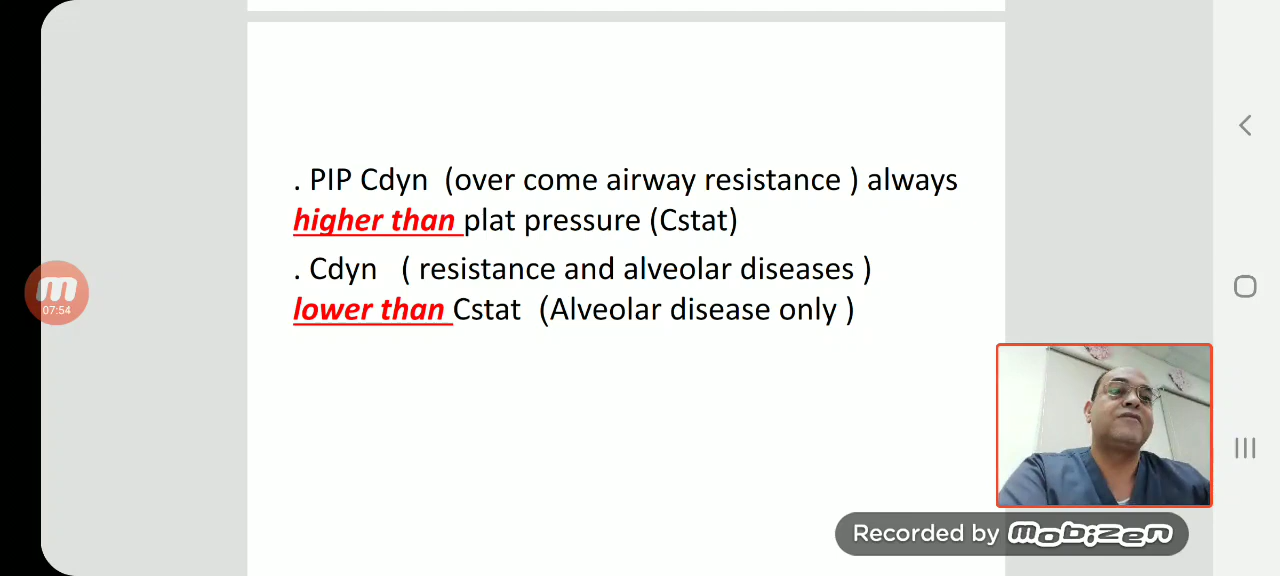 . PIP Cdyn (over come airway resistance ) always
higher than plat pressure (Cstat)
. Cdyn ( resistance and alveolar diseases )
lower than Cstat (Alveolar disease only )
07:54
Recorded by mobizen